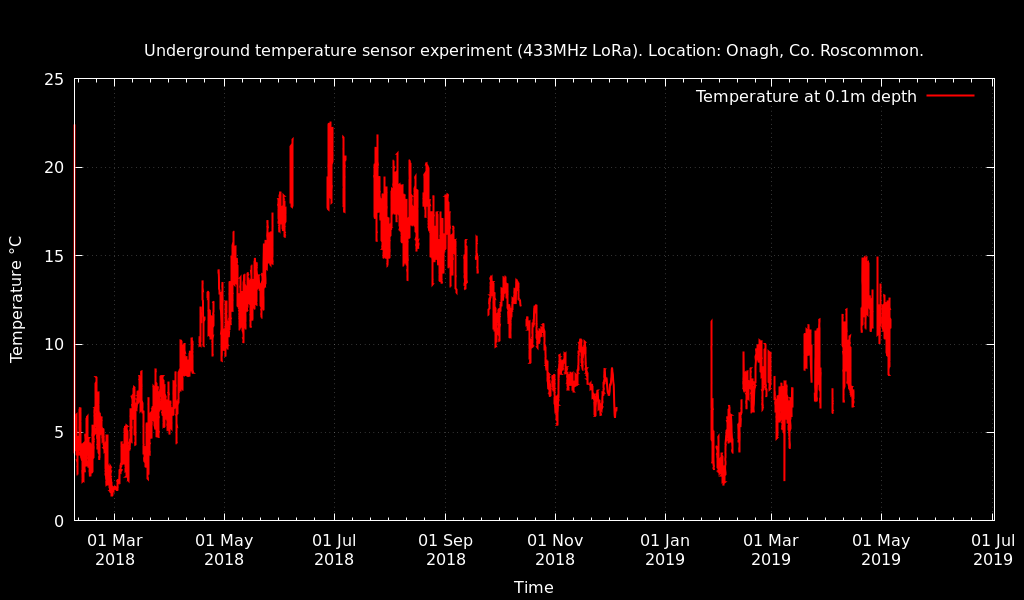 Underground temperature sensor experiment (433MHz LoRa). Location: Onagh, Co. Roscommon.
Temperature at 0.1m depth
25
20
15
10
5
0
Temperature °C
01 Mar 01 May 01 Jul 01 Sep 01 Nov 01 Jan 01 Mar 01 May 01 Jul
2018 2018 2018 2018 2018 2019 2019 2019 2019
Time